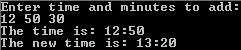 Enter time and minutes to add:
12 50 30
The time is: 12:50
The new time is: 13:20